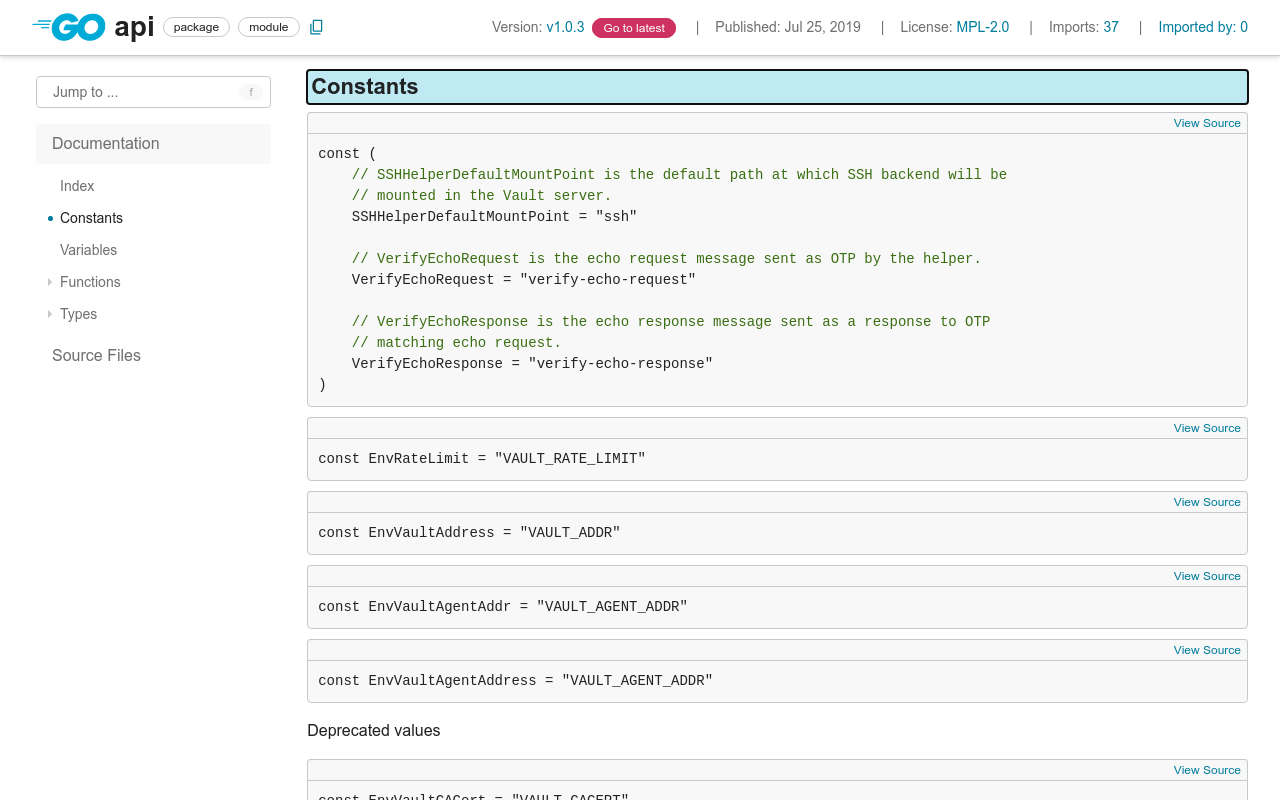 GO api package module
Version: v1.0.3 Go to latest | Published: Jul 25, 2019 | License: MPL-2.0 | Imports: 37 | Imported by: 0
Jump to ... f
Documentation
Index
Constants
Variables
Functions
Types
Source Files
Constants
View Source
const (
    // SSHHelperDefaultMountPoint is the default path at which SSH backend will be
    // mounted in the Vault server.
    SSHHelperDefaultMountPoint = "ssh"

    // VerifyEchoRequest is the echo request message sent as OTP by the helper.
    VerifyEchoRequest = "verify-echo-request"

    // VerifyEchoResponse is the echo response message sent as a response to OTP
    // matching echo request.
    VerifyEchoResponse = "verify-echo-response"
)
View Source
const EnvRateLimit = "VAULT_RATE_LIMIT"
View Source
const EnvVaultAddress = "VAULT_ADDR"
View Source
const EnvVaultAgentAddr = "VAULT_AGENT_ADDR"
View Source
const EnvVaultAgentAddress = "VAULT_AGENT_ADDR"
Deprecated values
View Source
const EnvVaultCACert = "VAULT_CACERT"